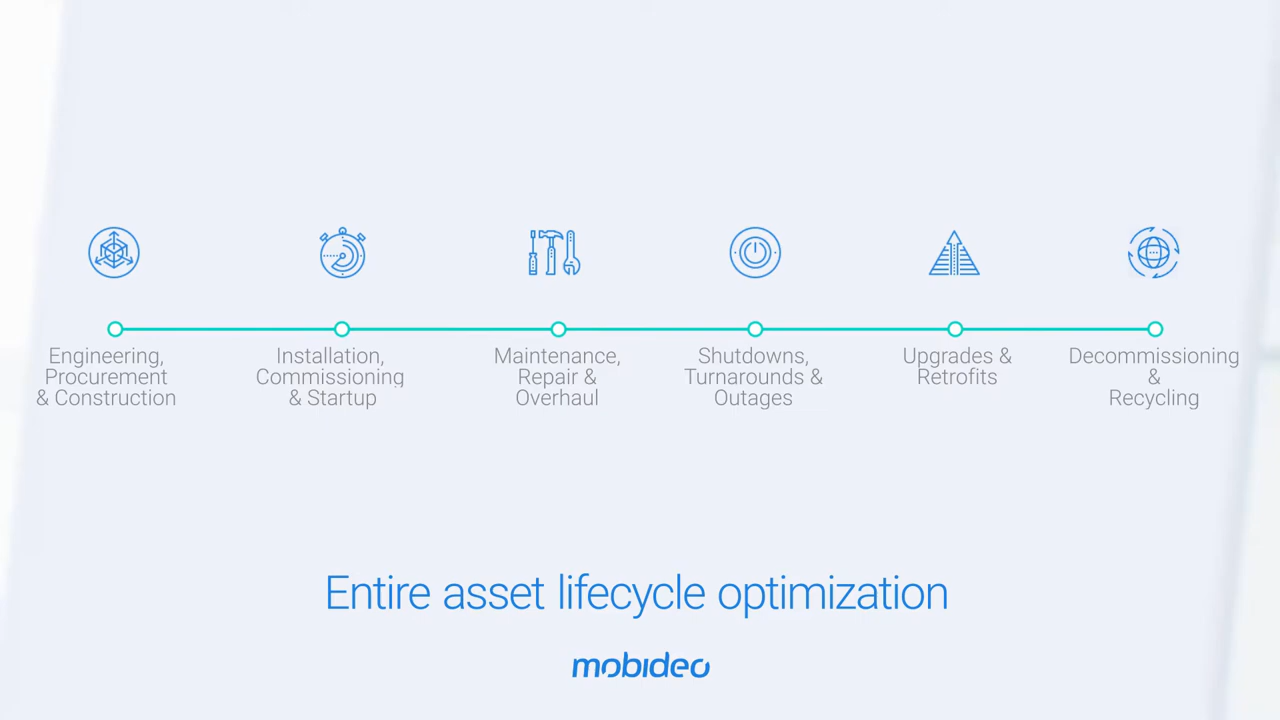 Engineering,
Procurement
& Construction
Installation,
Commissioning
& Startup
Maintenance,
Repair &
Overhaul
Shutdowns,
Turnarounds &
Outages
Upgrades &
Retrofits
Decommissioning
&
Recycling
Entire asset lifecycle optimization
mobideo